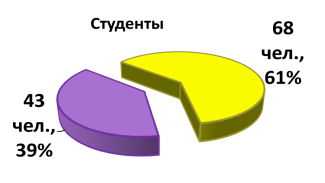 Студенты
68
чел.,
61%
43
чел.,
39%